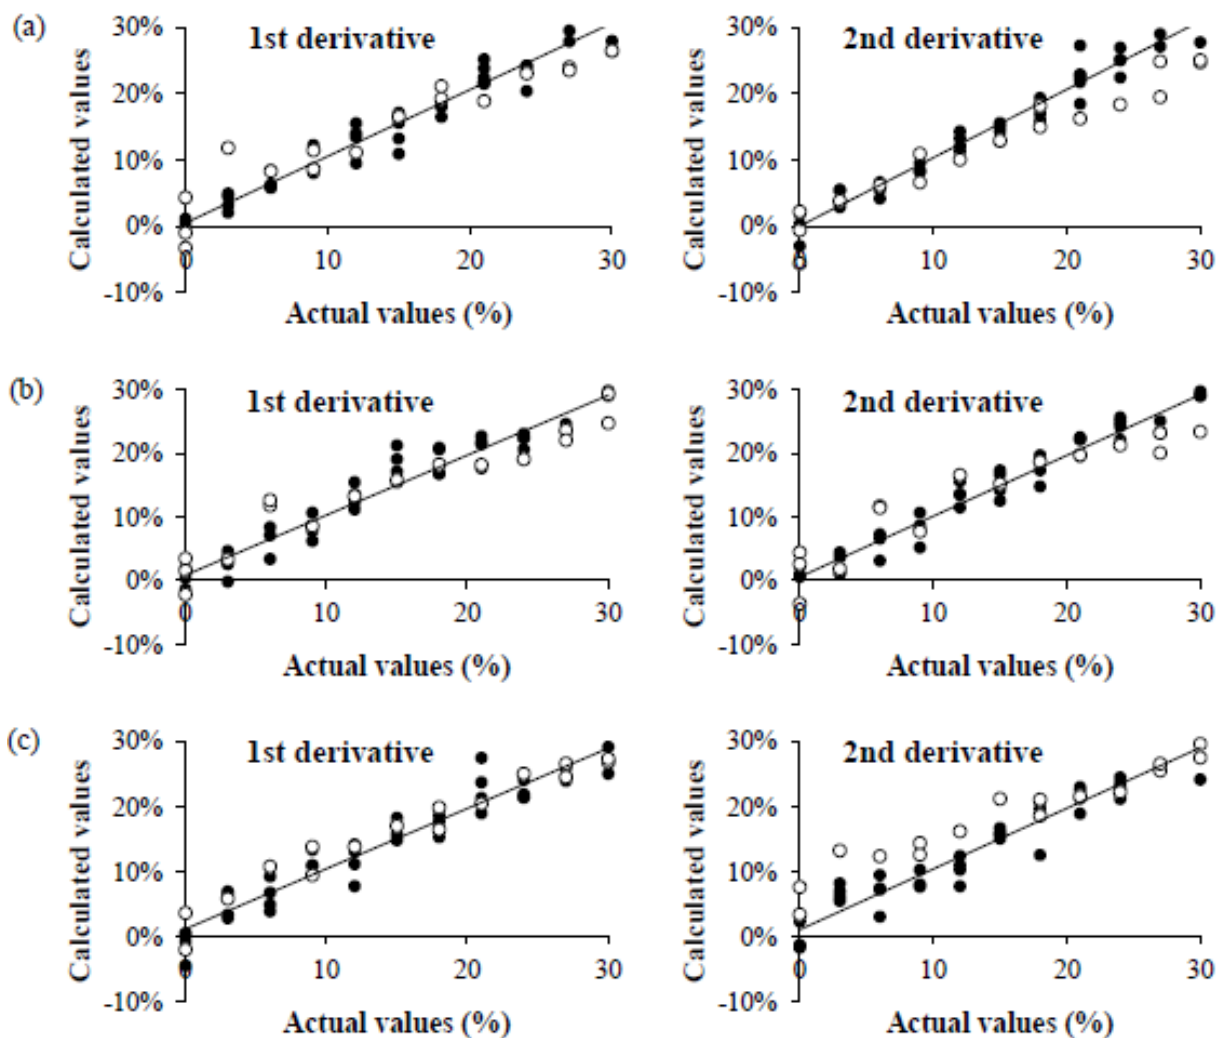 (a)
1st derivative
30%
20%
10%
0%
-10%
0
10
20
30
Calculated values
Actual values (%)
2nd derivative
30%
20%
10%
0%
-10%
0
10
20
30
Calculated values
Actual values (%)
(b)
1st derivative
30%
20%
10%
0%
-10%
0
10
20
30
Calculated values
Actual values (%)
2nd derivative
30%
20%
10%
0%
-10%
0
10
20
30
Calculated values
Actual values (%)
(c)
1st derivative
30%
20%
10%
0%
-10%
0
10
20
30
Calculated values
Actual values (%)
2nd derivative
30%
20%
10%
0%
-10%
0
10
20
30
Calculated values
Actual values (%)